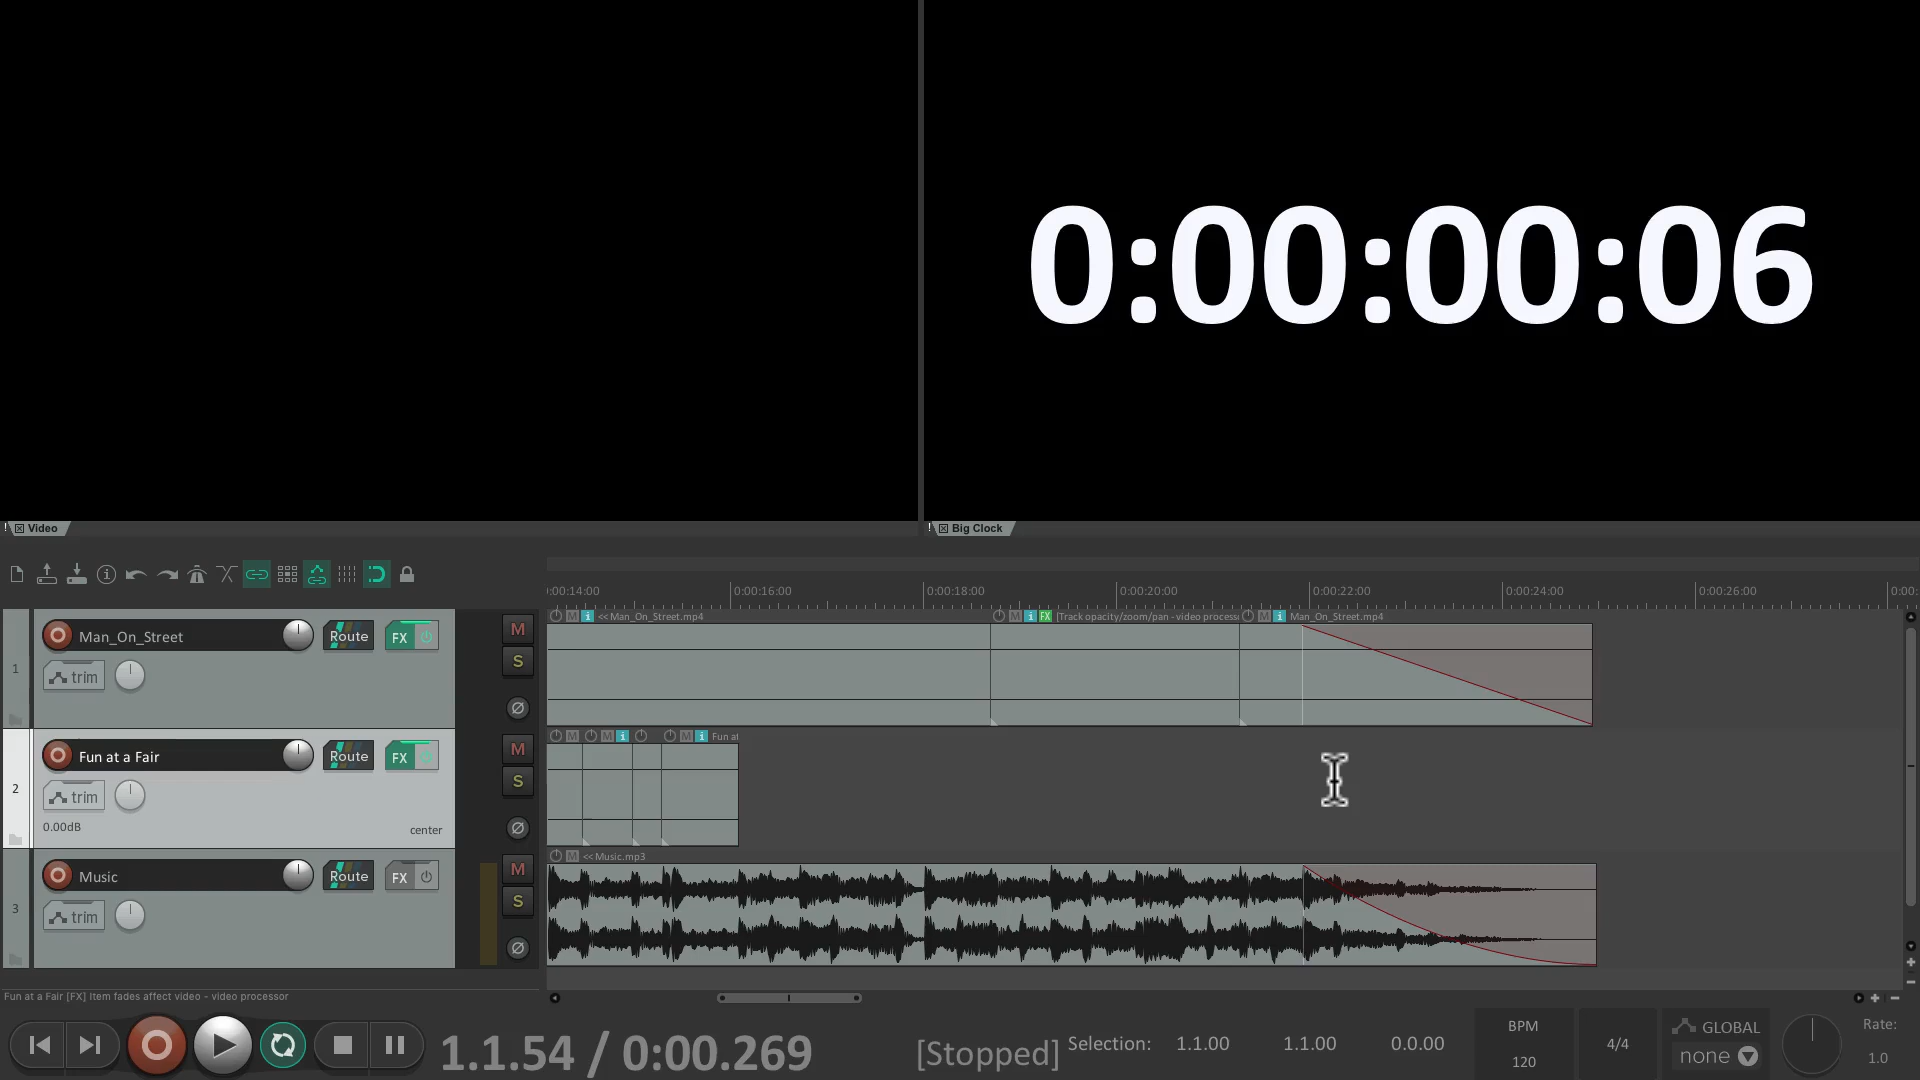 0:00:00:06
! Video
! Big Clock
0:00:14:00 0:00:16:00 0:00:18:00 0:00:20:00 0:00:22:00 0:00:24:00 0:00:26:00 0:00:
M i <<Man_On_Street.mp4 M i FX [Track opacity/zoom/pan - video process M i Man_On_Street.mp4
1 Man_On_Street Route FX M
trim S
M M i M i Fun at
2 Fun at a Fair Route FX M
trim S
0.00dB center
M <<Music.mp3
3 Music Route FX M
trim S
Fun at a Fair [FX] Item fades affect video - video processor
1.1.54 / 0:00.269 [Stopped] Selection: 1.1.00 1.1.00 0.0.00
BPM
120
4/4
GLOBAL
none
Rate:
1.0